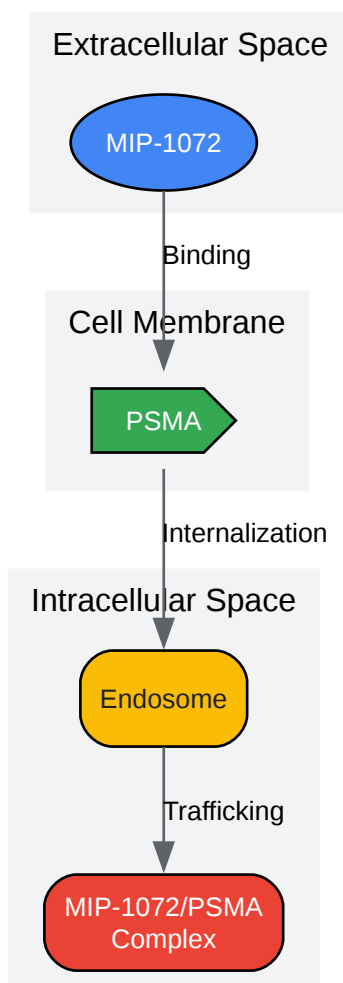 Extracellular Space
MIP-1072
Binding
Cell Membrane
PSMA
Internalization
Intracellular Space
Endosome
Trafficking
MIP-1072/PSMA
Complex